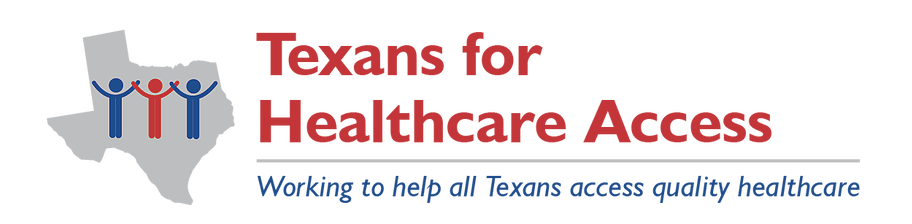 Texans for
Healthcare Access
Working to help all Texans access quality healthcare